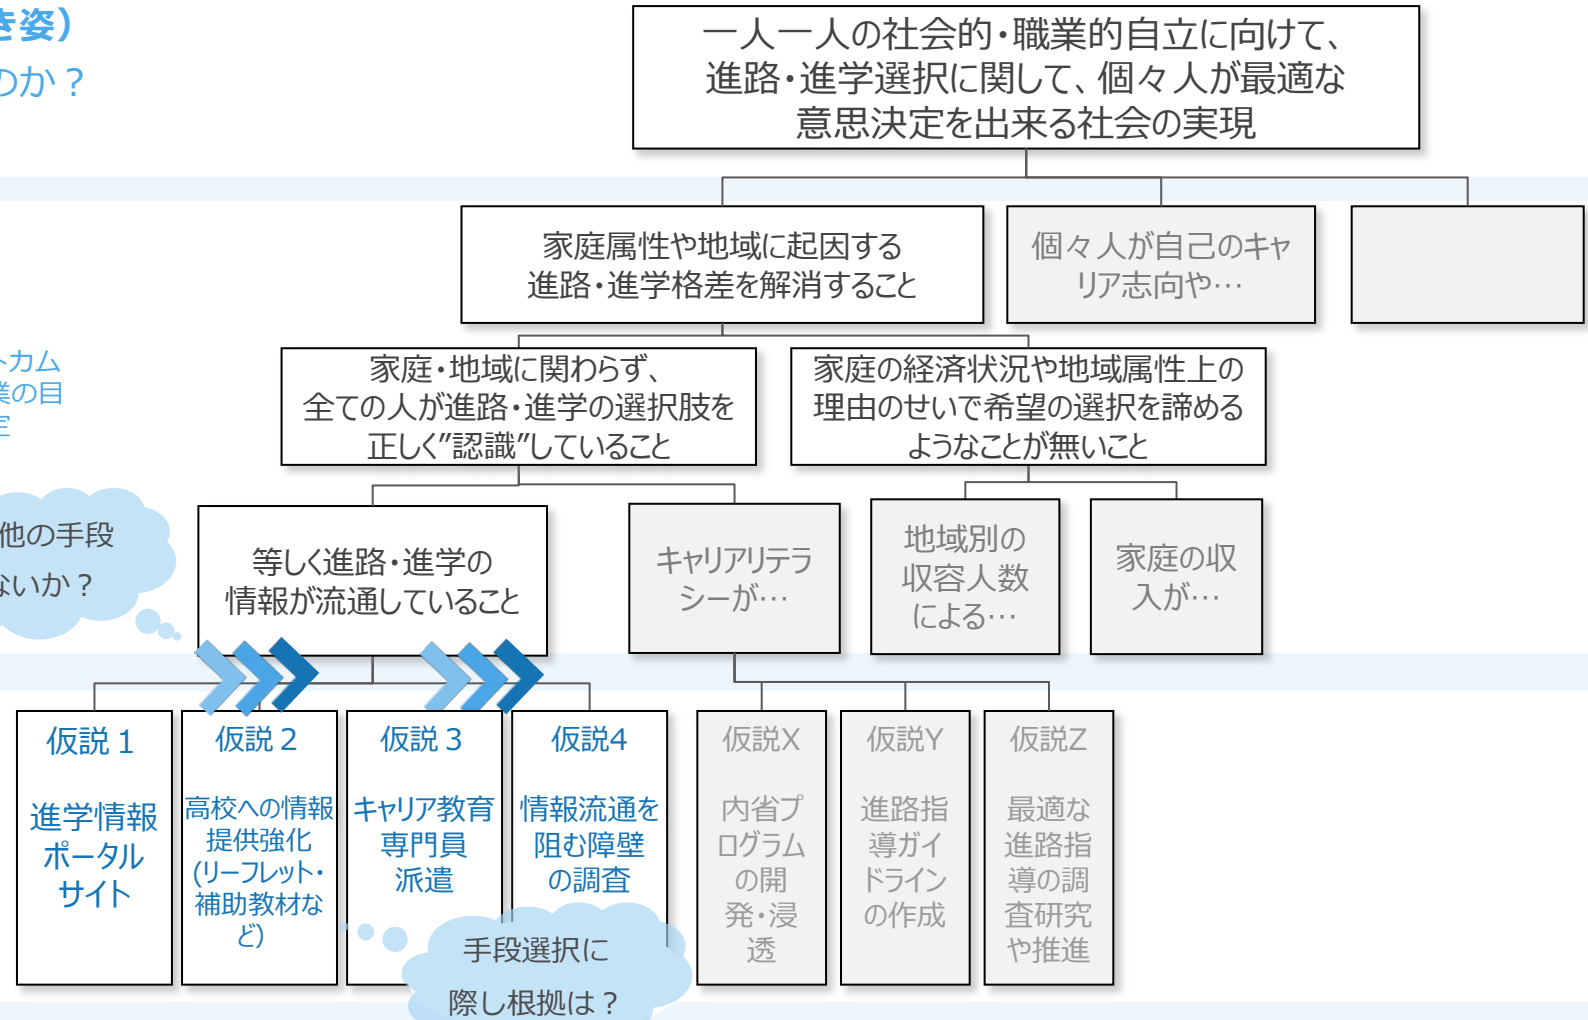 き姿）
のか？
一人一人の社会的・職業的自立に向けて、
進路・進学選択に関して、個々人が最適な
意思決定を出来る社会の実現
家庭属性や地域に起因する
進路・進学格差を解消すること
個々人が自己のキャ
リア志向や…
トカム
業の目
定
家庭・地域に関わらず、
全ての人が進路・進学の選択肢を
正しく”認識”していること
家庭の経済状況や地域属性上の
理由のせいで希望の選択を諦める
ようなことが無いこと
他の手段
ないか？
等しく進路・進学の
情報が流通していること
キャリアリテラ
シーが…
地域別の
収容人数
による…
家庭の収
入が…
仮説１
進学情報
ポータル
サイト
仮説２
高校への情報
提供強化
(リーフレット・
補助教材な
ど)
仮説３
キャリア教育
専門員
派遣
仮説4
情報流通を
阻む障壁
の調査
仮説X
内省プ
ログラム
の開
発・浸
透
仮説Y
進路指
導ガイ
ドライン
の作成
仮説Z
最適な
進路指
導の調
査研究
や推進
手段選択に
際し根拠は？